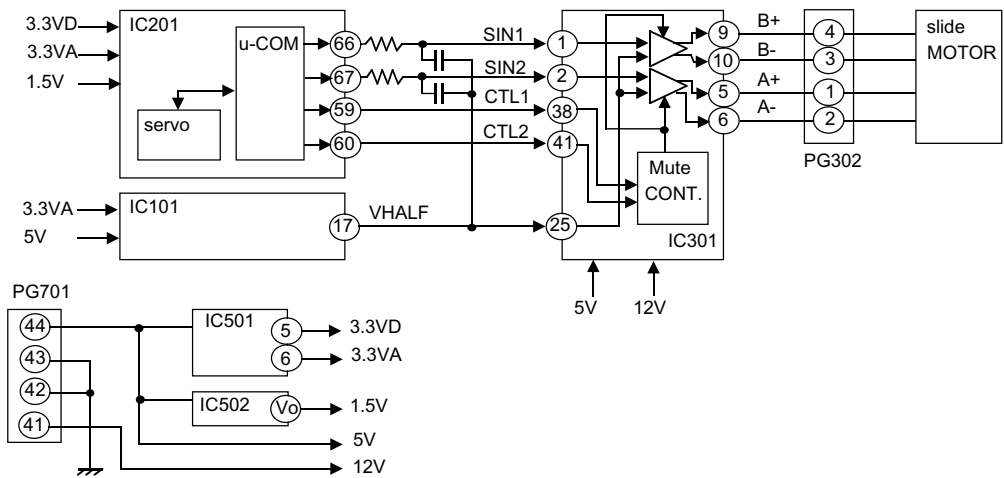 3.3VD
3.3VA
1.5V
IC201
u-COM
servo
66
67
59
60
SIN1
SIN2
CTL1
CTL2
1
2
38
41
25
Mute
CONT.
IC301
9
10
5
6
B+
B-
A+
A-
4
3
1
2
PG302
slide
MOTOR
3.3VA
5V
IC101
17
VHALF
5V
12V
PG701
44
43
42
41
IC501
5
6
3.3VD
3.3VA
IC502
Vo
1.5V
5V
12V